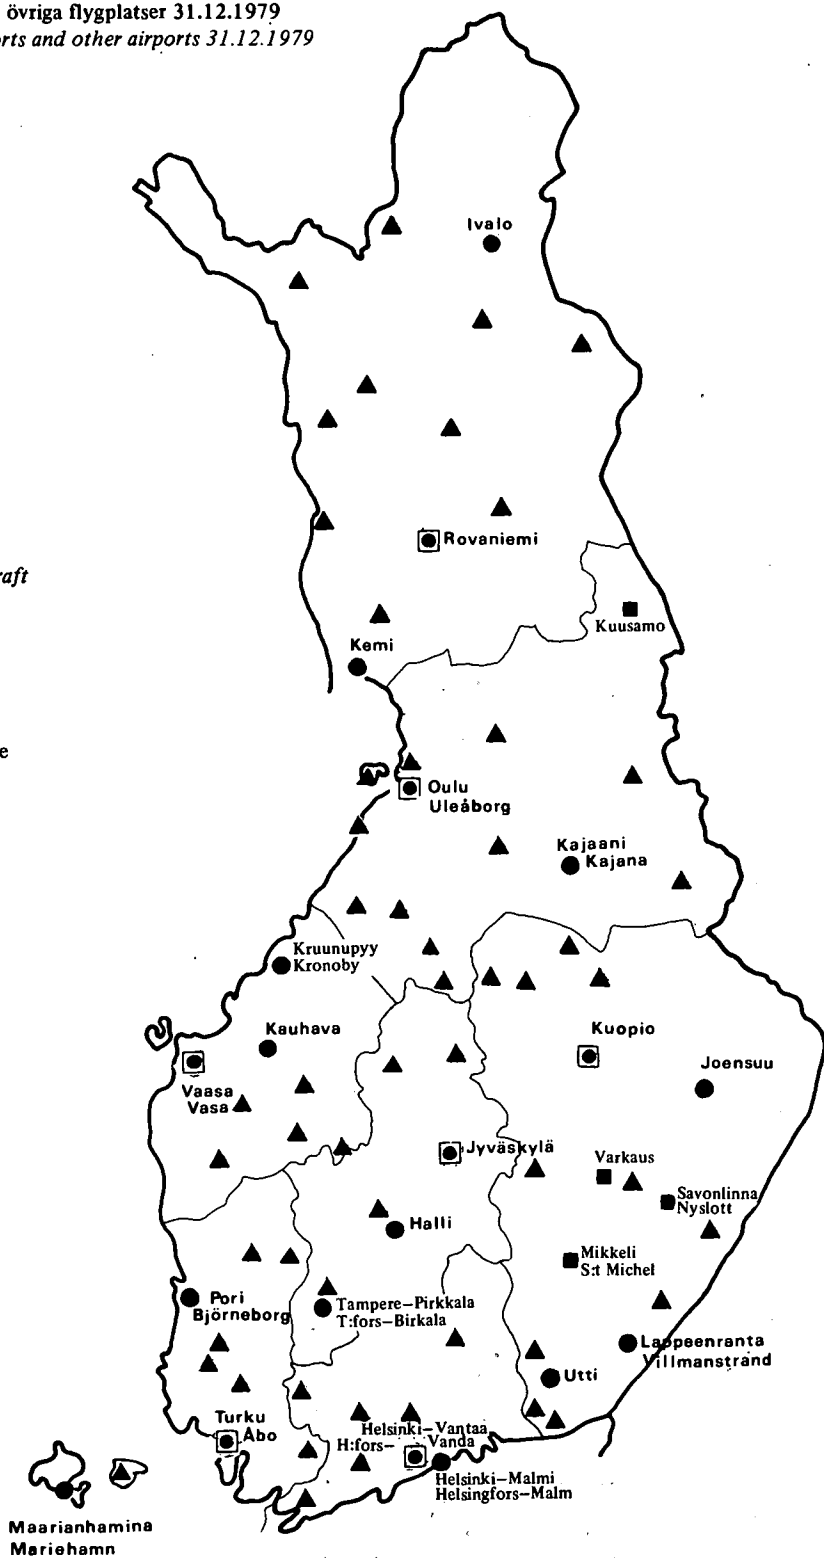 övriga flygplatser 31.12.1979
orts and other airports 31.12.1979
Ivalo
Rovaniemi
raft
Kuusamo
Kemi
e
Oulu
Uleåborg
Kajaani
Kajana
Kruunupyy
Kronoby
Kauhava
Kuopio
Joensuu
Vaasa
Vasa
Jyväskylä
Varkaus
Savonlinna
Nyslott
Halli
Mikkeli
S:t Michel
Pori
Björneborg
Tampere–Pirkkala
T:fors–Birkala
Lappeenranta
Villmanstrand
Utti
Turku
Åbo
Helsinki–Vantaa
H:fors– Vanda
Helsinki–Malmi
Helsingfors–Malm
Maarianhamina
Mariehamn